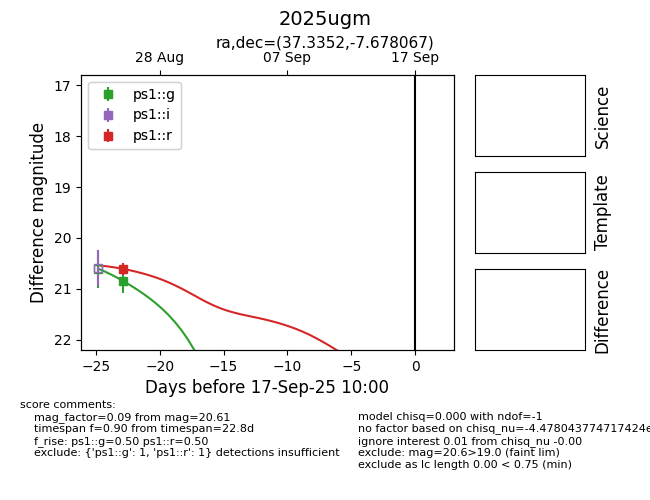 2025ugm
ra,dec=(37.3352,-7.678067)
28 Aug 07 Sep 17 Sep
ps1::g
ps1::i
ps1::r
17
18
19
20
21
22
Difference magnitude
−25 −20 −15 −10 −5 0
Days before 17-Sep-25 10:00
Science
Template
Difference
score comments:
mag_factor=0.09 from mag=20.61
timespan f=0.90 from timespan=22.8d
f_rise: ps1::g=0.50 ps1::r=0.50
exclude: {'ps1::g': 1, 'ps1::r': 1} detections insufficient
model chisq=0.000 with ndof=-1
no factor based on chisq_nu=-4.478043774717424e
ignore interest 0.01 from chisq_nu -0.00
exclude: mag=20.6>19.0 (faint lim)
exclude as lc length 0.00 < 0.75 (min)